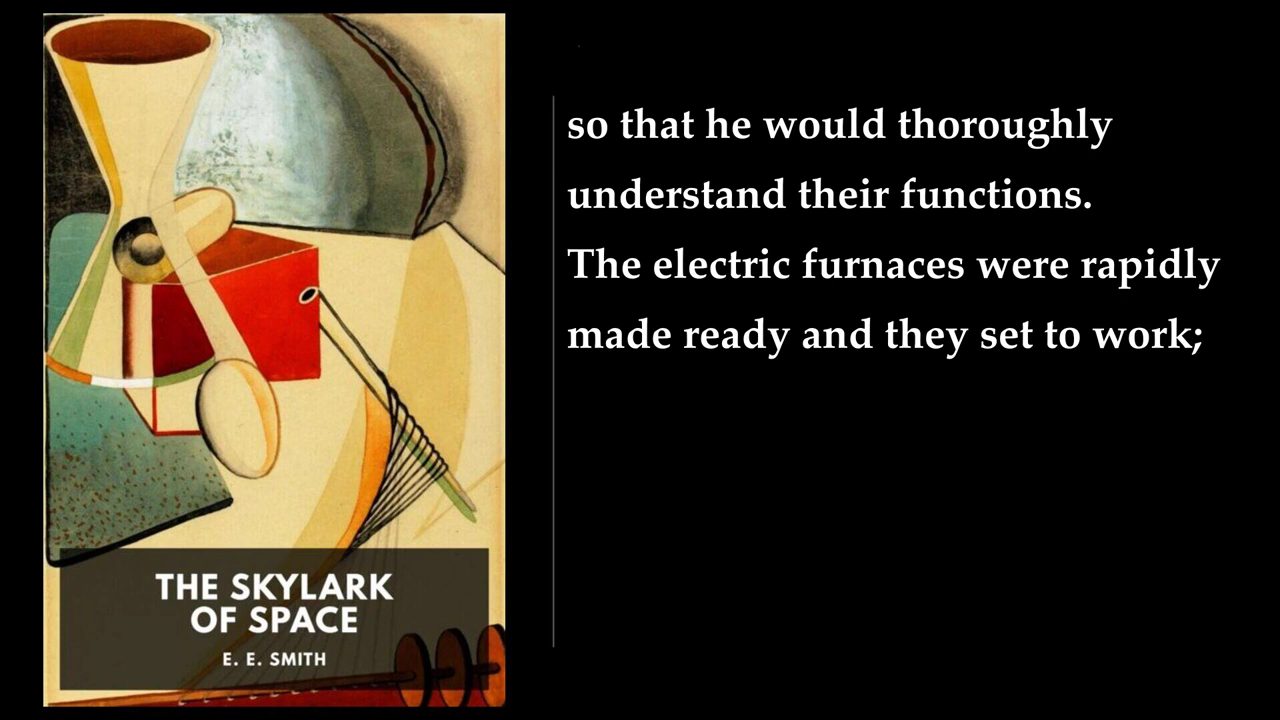 so that he would thoroughly
understand their functions.
The electric furnaces were rapidly
made ready and they set to work;
THE SKYLARK
OF SPACE
E. E. SMITH